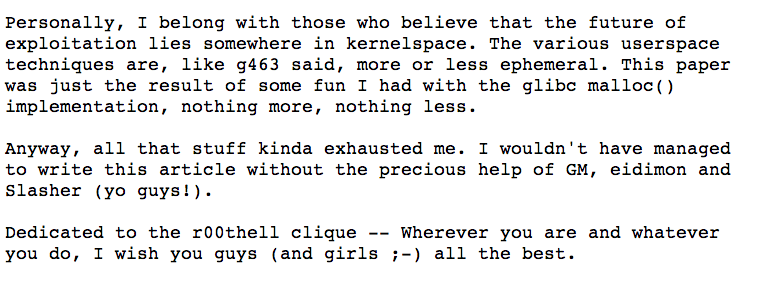 Personally, I belong with those who believe that the future of
exploitation lies somewhere in kernelspace. The various userspace
techniques are, like g463 said, more or less ephemeral. This paper
was just the result of some fun I had with the glibc malloc()
implementation, nothing more, nothing less.

Anyway, all that stuff kinda exhausted me. I wouldn't have managed
to write this article without the precious help of GM, eidimon and
Slasher (yo guys!).

Dedicated to the r00thell clique -- Wherever you are and whatever
you do, I wish you guys (and girls ;-) all the best.